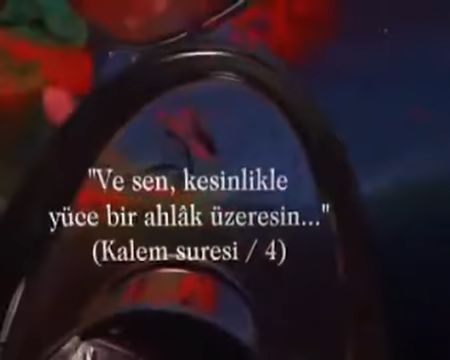 "Ve sen, kesinlikle
yüce bir ahlâk üzeresin..."
(Kalem suresi / 4)